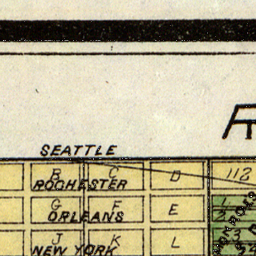 SEATTLE
B C D 112
ROCHESTER
G F E
ORLEANS
J K L
NEW YORK